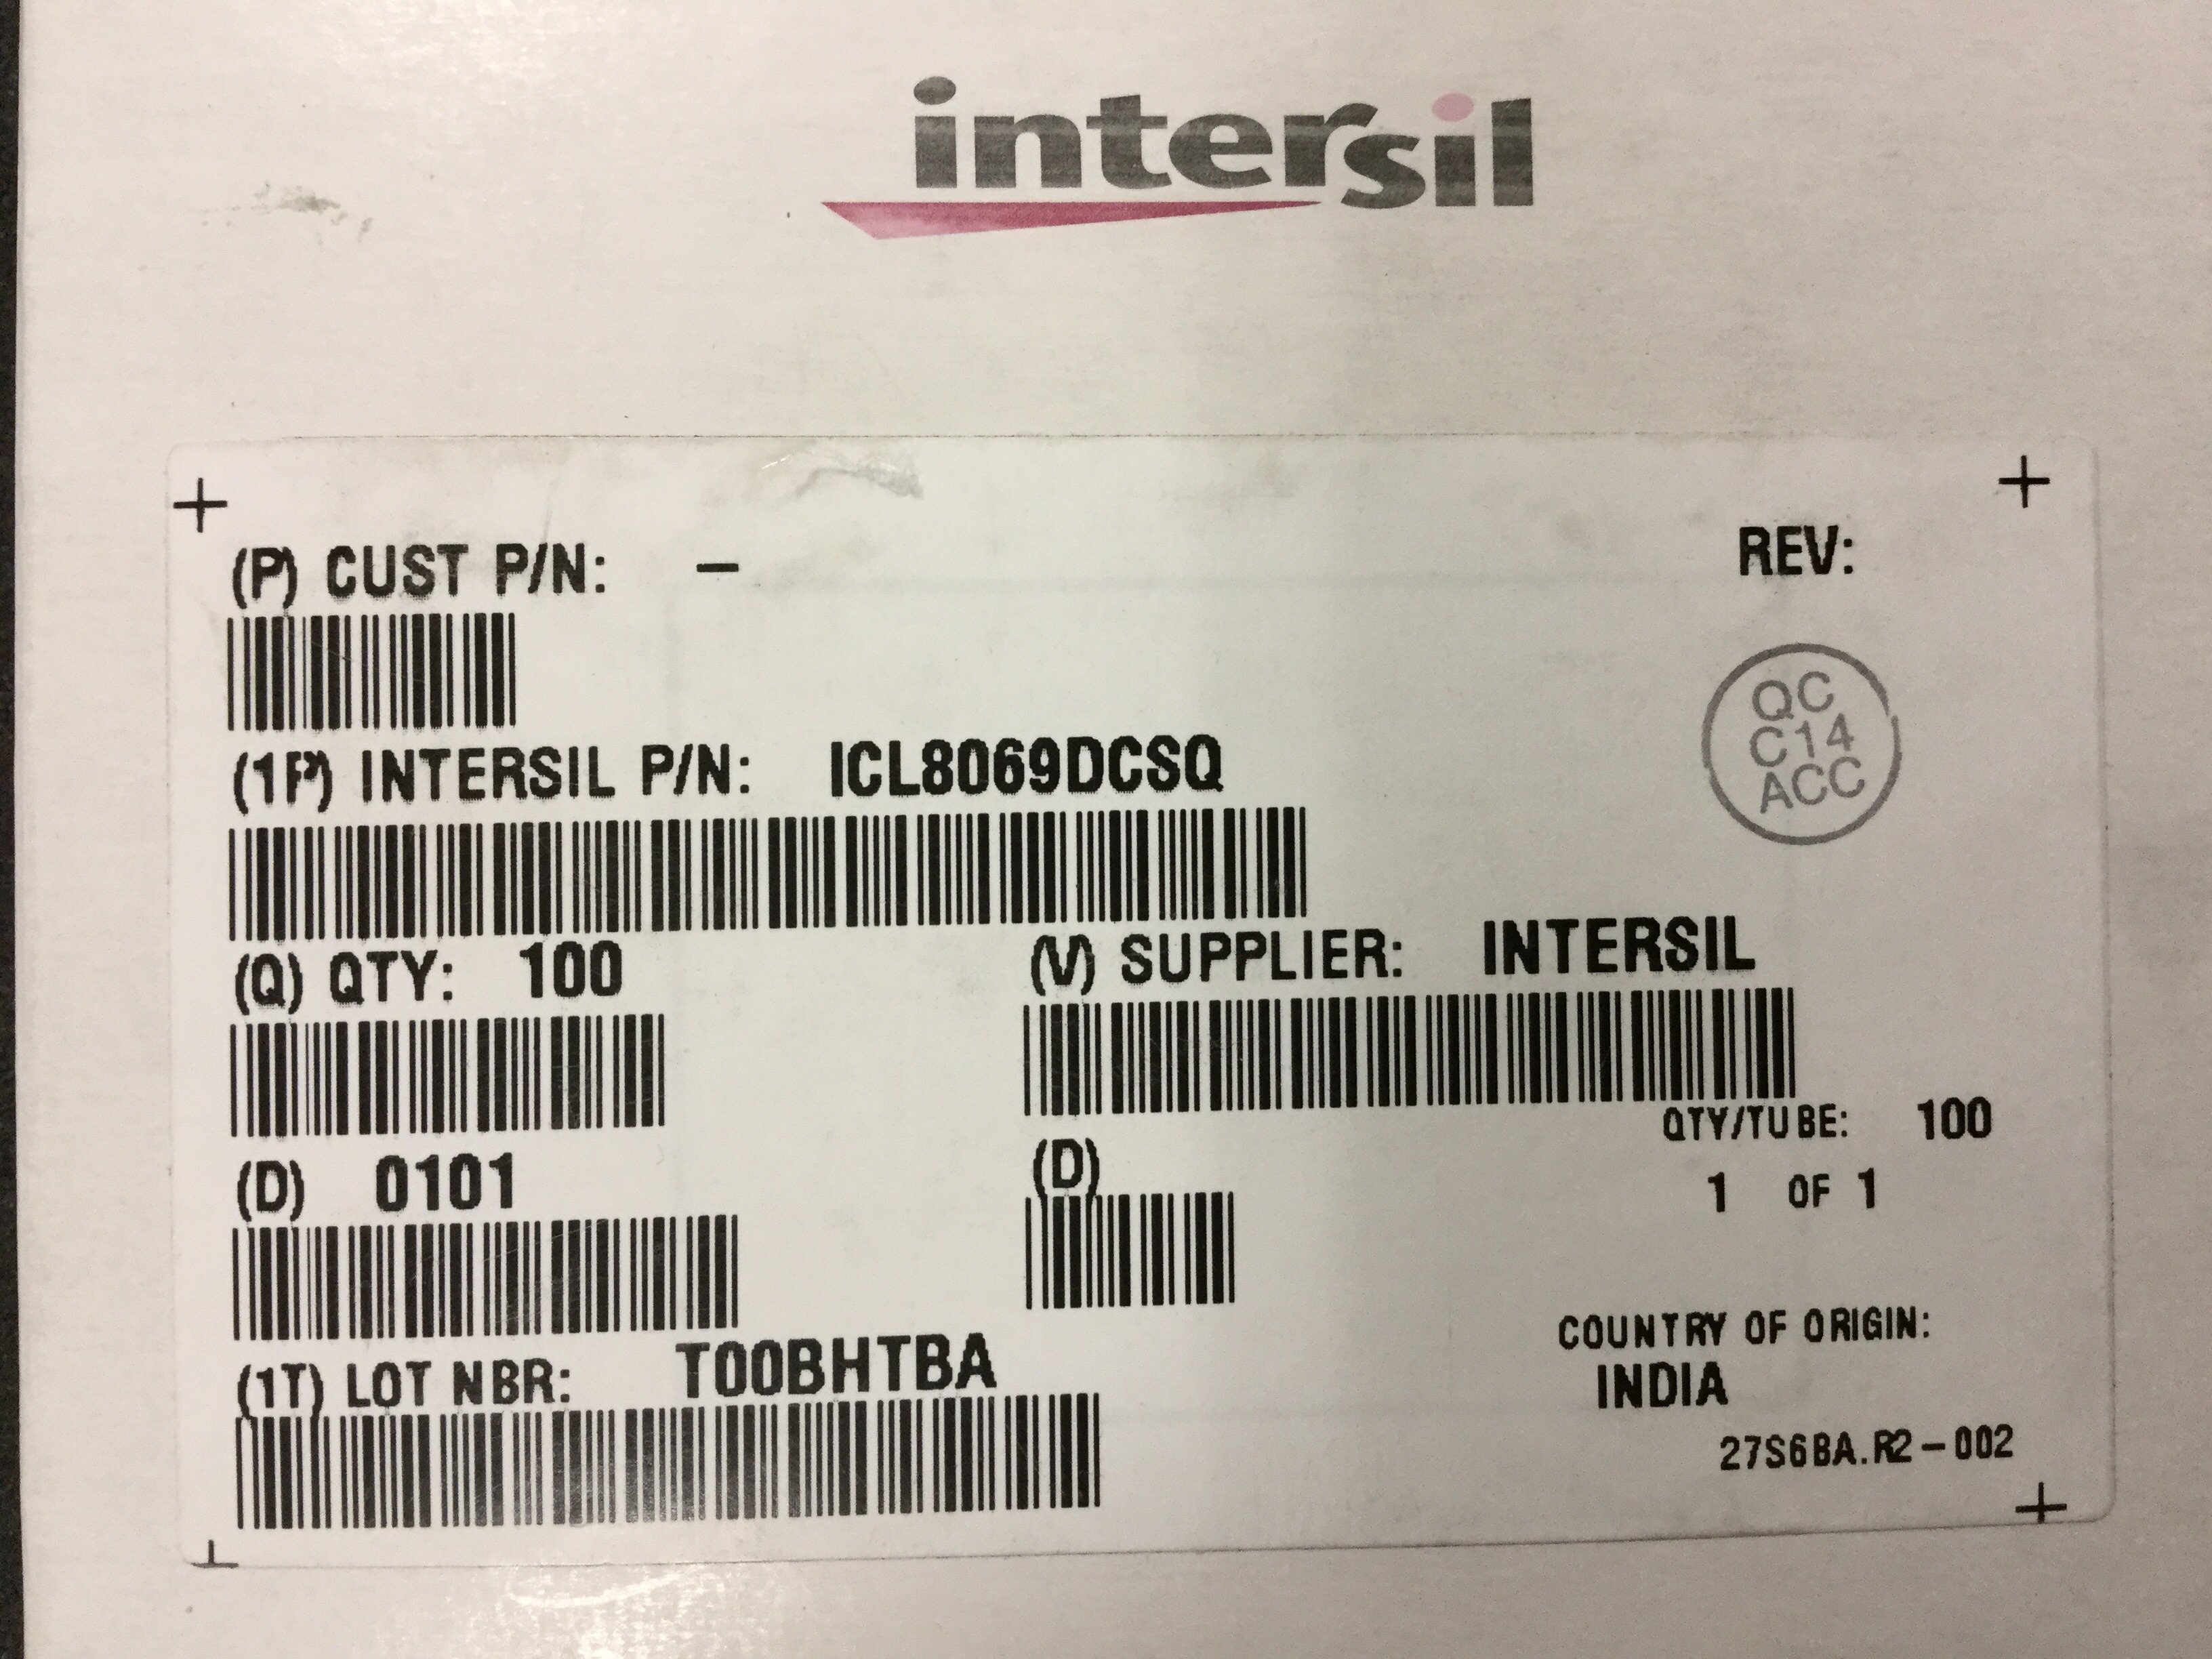 intersil
(P) CUST P/N: –
REV:
QC
C14
ACC
(1P) INTERSIL P/N: ICL8069DCSQ
(Q) QTY: 100
(V) SUPPLIER: INTERSIL
QTY/TUBE: 100
(D) 0101
(D)
1 OF 1
(1T) LOT NBR: T00BHTBA
COUNTRY OF ORIGIN:
INDIA
27S6BA.R2-002